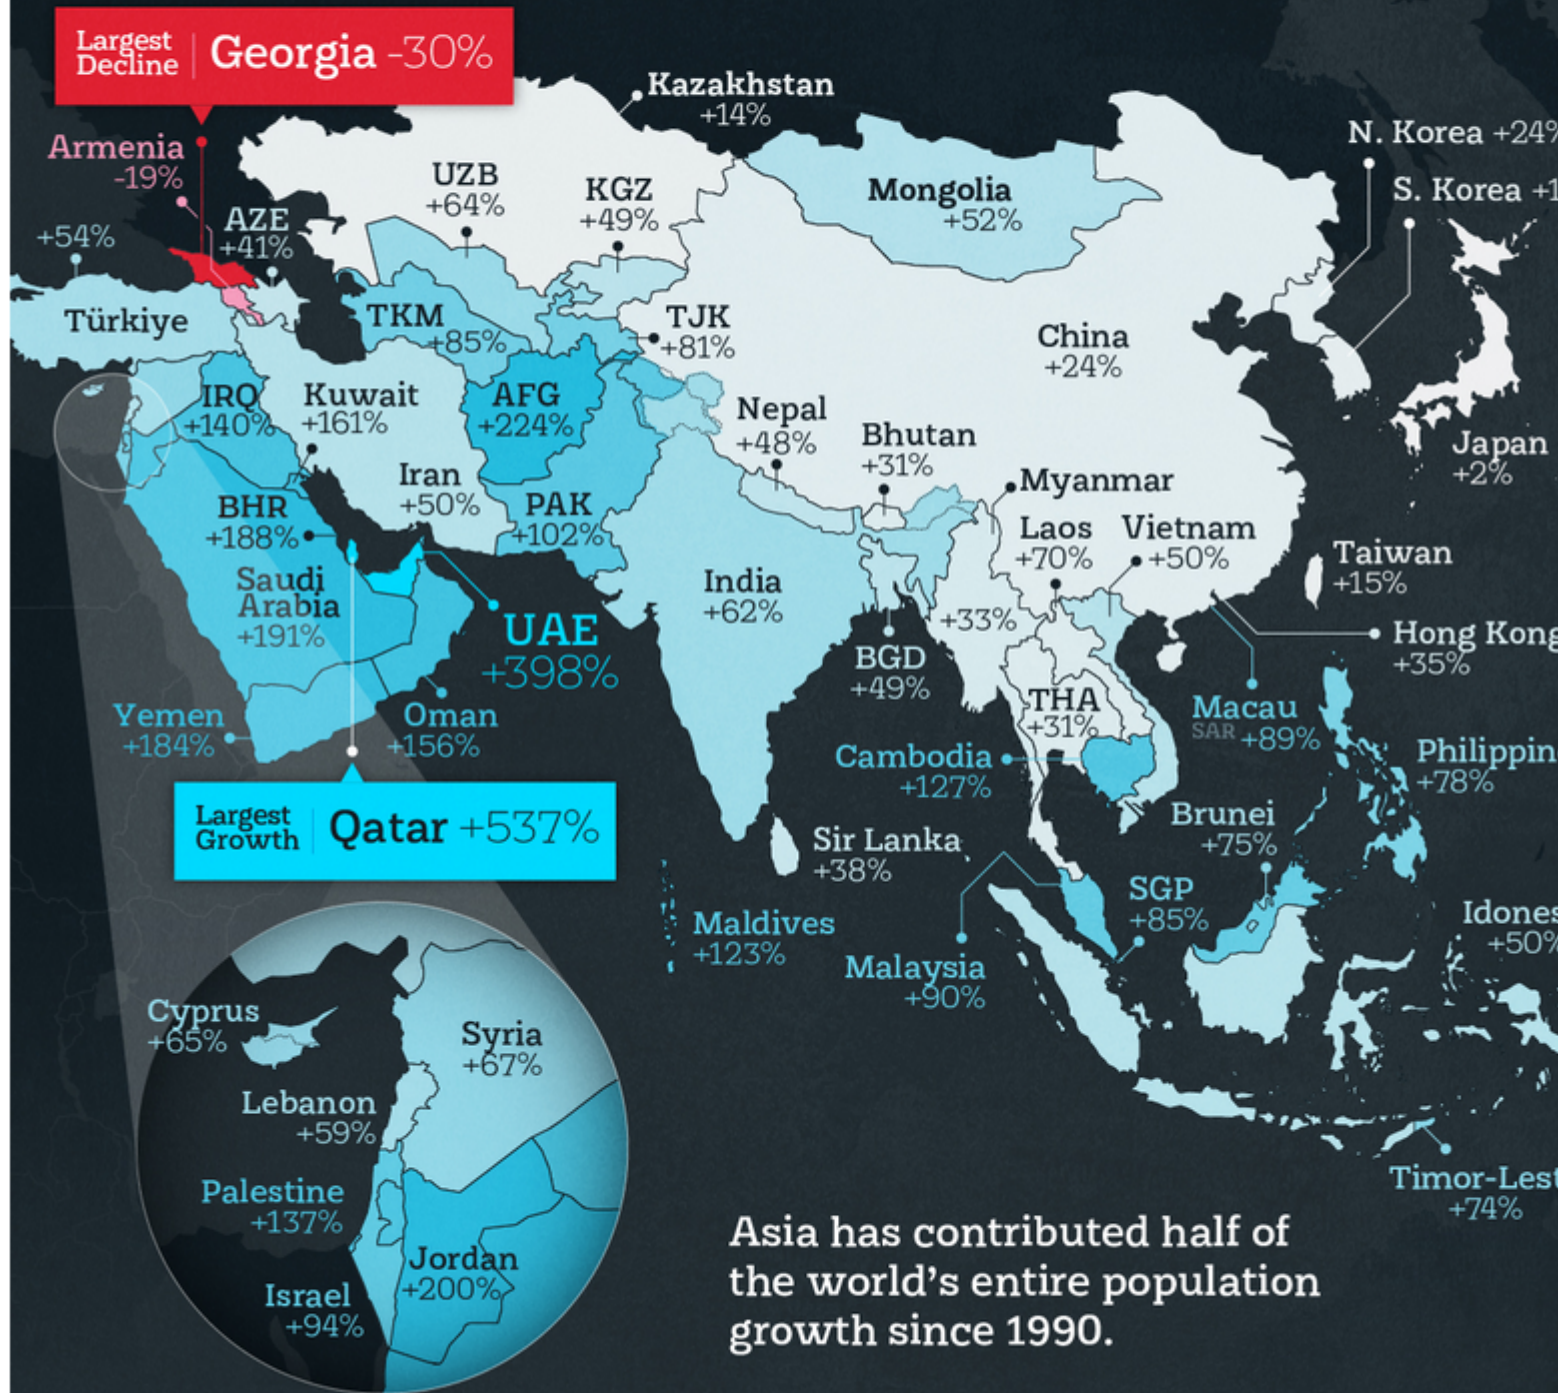 Largest
Decline
Georgia -30%
Kazakhstan
+14%
N. Korea +24%
S. Korea
Armenia
-19%
UZB
+64%
KGZ
+49%
Mongolia
+52%
AZE
+41%
+54%
Türkiye
TKM
+85%
TJK
+81%
China
+24%
IRQ
+140%
Kuwait
+161%
AFG
+224%
Nepal
+48%
Bhutan
+31%
Japan
+2%
Iran
+50%
Myanmar
+33%
BHR
+188%
PAK
+102%
Laos
+70%
Vietnam
+50%
Taiwan
+15%
Saudi
Arabia
+191%
India
+62%
UAE
+398%
Hong Kong
+35%
BGD
+49%
THA
+31%
Yemen
+184%
Oman
+156%
Macau
SAR +89%
Cambodia
+127%
Philippin
+78%
Largest
Growth
Qatar +537%
Brunei
+75%
Sir Lanka
+38%
SGP
+85%
Maldives
+123%
Malaysia
+90%
Idones
+50%
Cyprus
+65%
Syria
+67%
Lebanon
+59%
Palestine
+137%
Jordan
+200%
Israel
+94%
Timor-Lest
+74%
Asia has contributed half of
the world's entire population
growth since 1990.